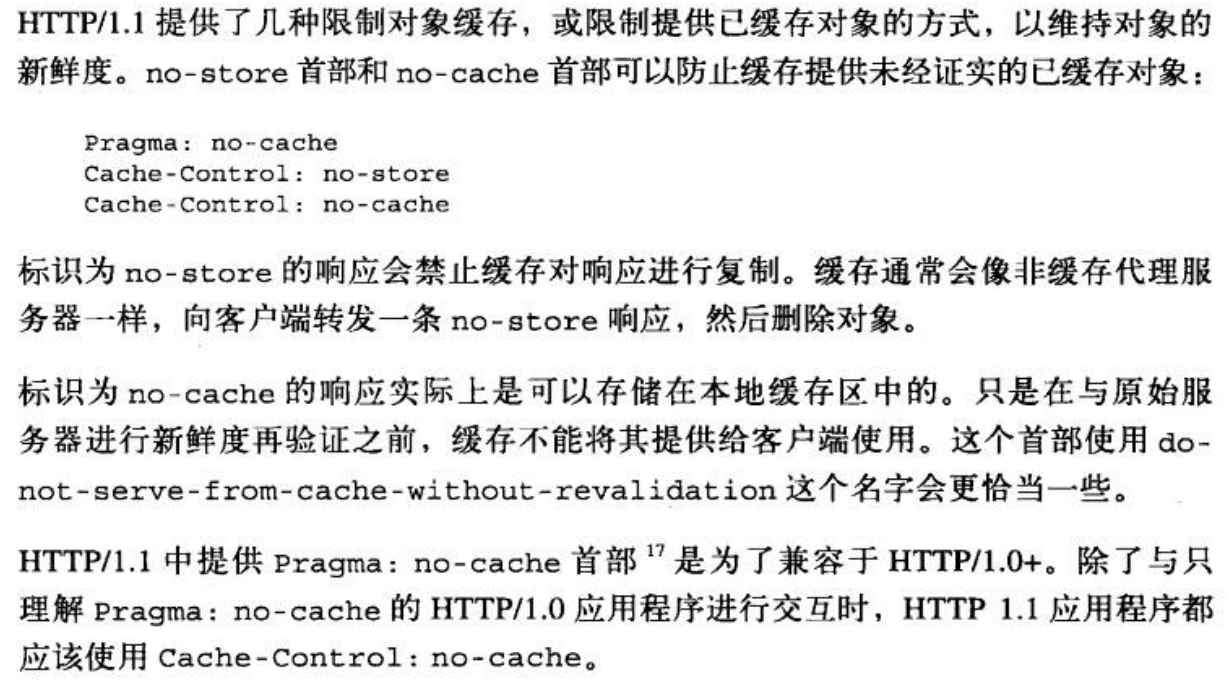 HTTP/1.1 提供了几种限制对象缓存，或限制提供已缓存对象的方式，以维持对象的
新鲜度。no-store 首部和 no-cache 首部可以防止缓存提供未经证实的已缓存对象：
Pragma: no-cache
Cache-Control: no-store
Cache-Control: no-cache
标识为 no-store 的响应会禁止缓存对响应进行复制。缓存通常会像非缓存代理服
务器一样，向客户端转发一条 no-store 响应，然后删除对象。
标识为 no-cache 的响应实际上是可以存储在本地缓存区中的。只是在与原始服
务器进行新鲜度再验证之前，缓存不能将其提供给客户端使用。这个首部使用 do-
not-serve-from-cache-without-revalidation 这个名字会更恰当一些。
HTTP/1.1 中提供 Pragma: no-cache 首部 17 是为了兼容于 HTTP/1.0+。除了与只
理解 Pragma: no-cache 的 HTTP/1.0 应用程序进行交互时，HTTP 1.1 应用程序都
应该使用 Cache-Control: no-cache。